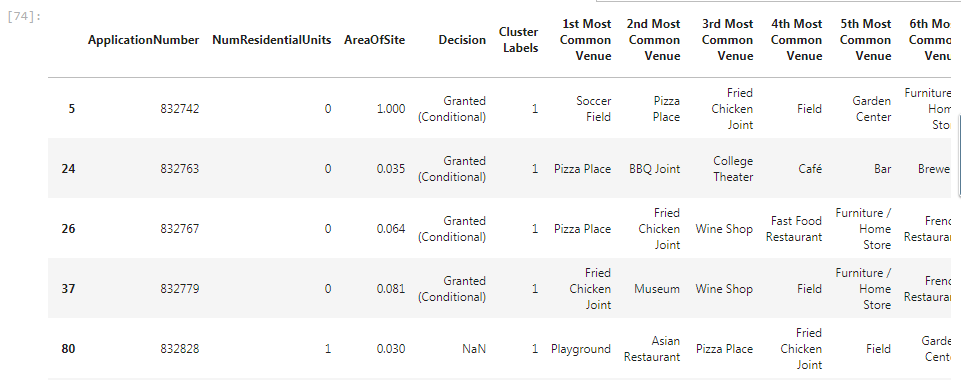 [74]:
1st Most 2nd Most 3rd Most 4th Most 5th Most 6th Mo
Cluster
ApplicationNumber NumResidentialUnits AreaOfSite Decision Common Common Common Common Common Comm
Labels
Venue Venue Venue Venue Venue Venu
Fried Furniture
Granted Soccer Pizza Garden
5 832742 0 1.000 1 Chicken Field Hom
(Conditional) Field Place Center
Joint Sto
Granted College
24 832763 0 0.035 1 Pizza Place BBQ Joint Café Bar Brewe
(Conditional) Theater
Fried Furniture /
Granted Fast Food Frenc
26 832767 0 0.064 1 Pizza Place Chicken Wine Shop Home
(Conditional) Restaurant Restaura
Joint Store
Fried Furniture /
Granted Frenc
37 832779 0 0.081 1 Chicken Museum Wine Shop Field Home
(Conditional) Restaura
Joint Store
Fried
Asian Garde
80 832828 1 0.030 NaN 1 Playground Pizza Place Chicken Field
Restaurant Cent
Joint